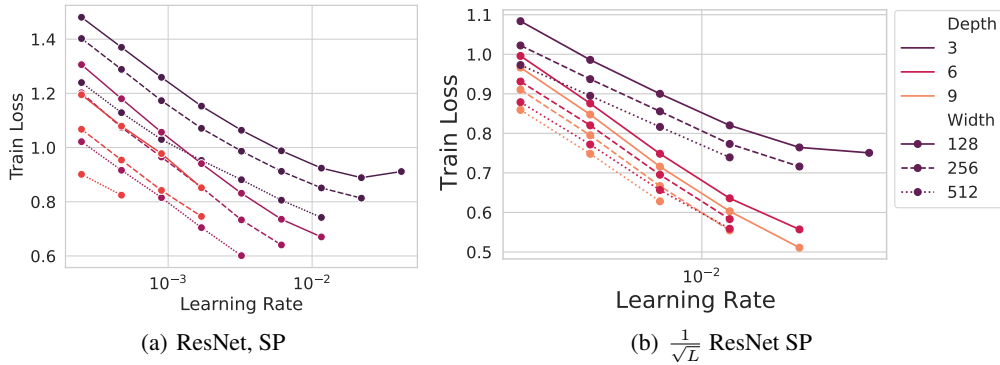 Train Loss
1.4
1.2
1.0
0.8
0.6
10⁻³
10⁻²
Learning Rate
(a) ResNet, SP
Train Loss
1.1
1.0
0.9
0.8
0.7
0.6
0.5
10⁻²
Learning Rate
(b) 1/√L ResNet SP
Depth
3
6
9
Width
128
256
512